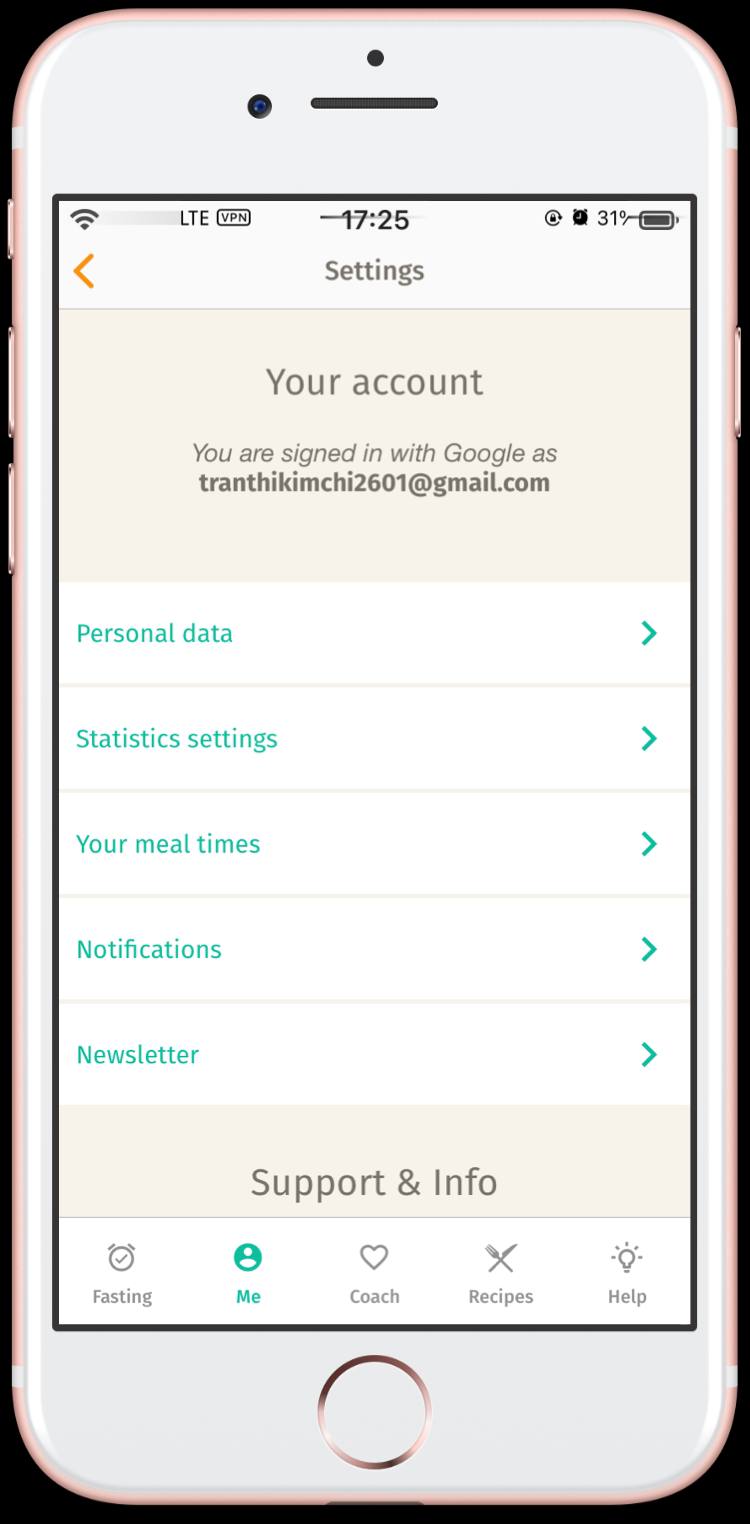 LTE VPN 17:25 31%
Settings
Your account
You are signed in with Google as
tranthikimchi2601@gmail.com
Personal data
Statistics settings
Your meal times
Notifications
Newsletter
Support & Info
Fasting Me Coach Recipes Help